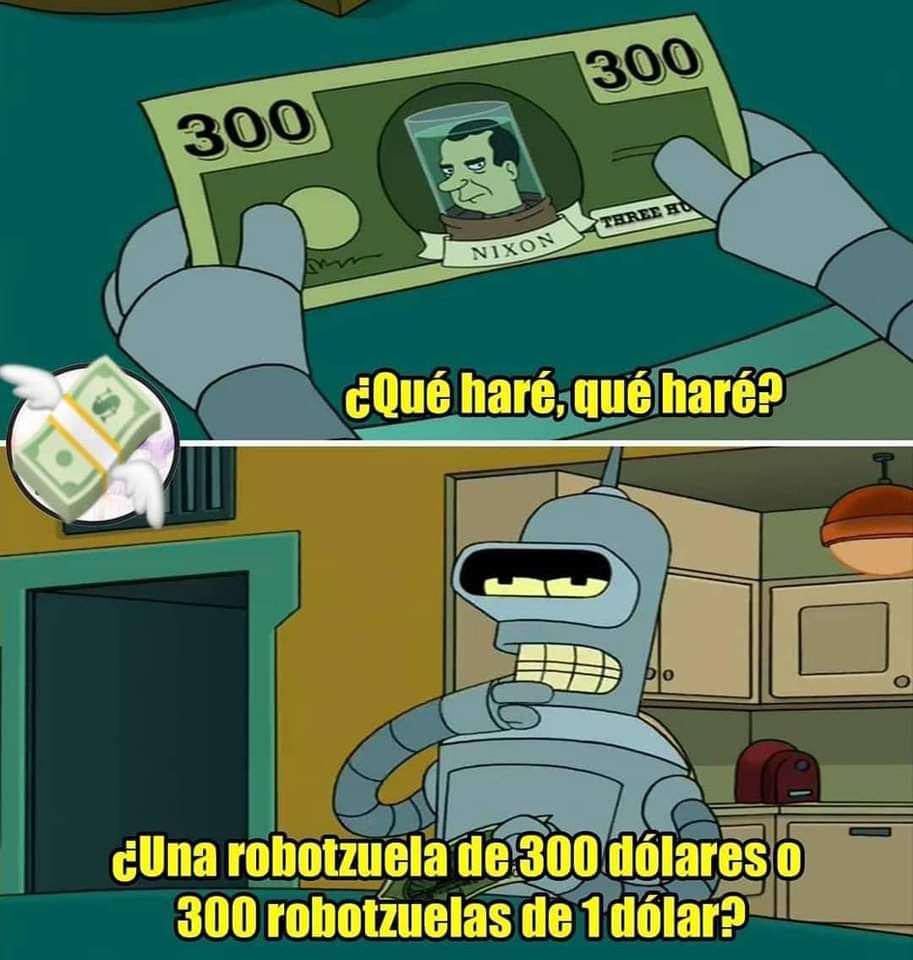 300
300
NIXON
THREE HU
¿Qué haré, qué haré?
$
¿Una robotzuela de 300 dólares o
300 robotzuelas de 1 dólar?